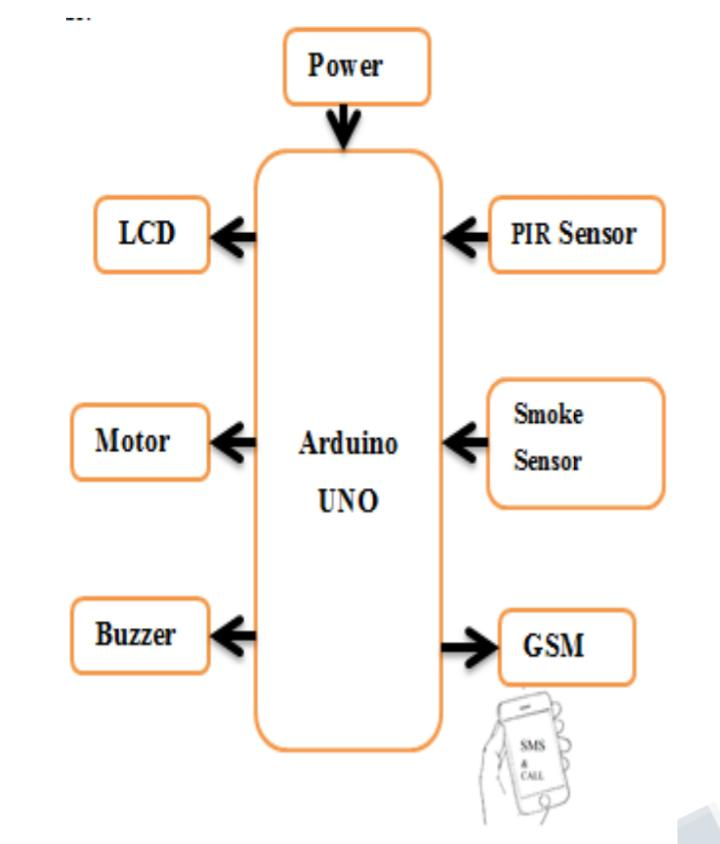 Power
LCD
PIR Sensor
Motor
Arduino
UNO
Smoke
Sensor
Buzzer
GSM
SMS
&
CALL